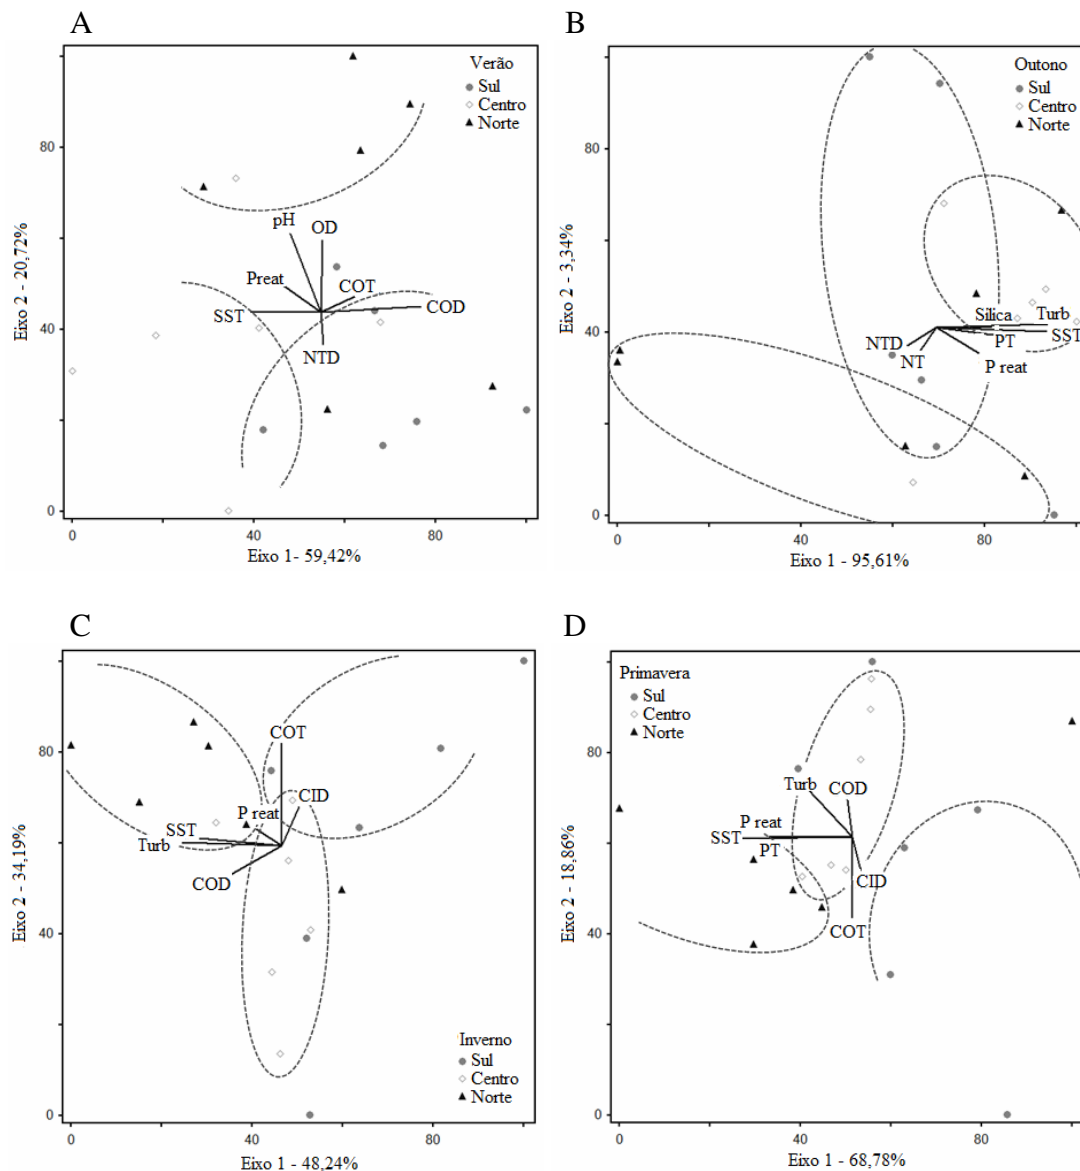 A
Verão
Sul
Centro
Norte
80
40
0
pH
OD
Preat
COT
SST
COD
NTD
Eixo 2 - 20,72%
0
40
80
Eixo 1- 59,42%
B
Outono
Sul
Centro
Norte
80
40
0
Silica
Turb
NTD
PT
SST
NT
P reat
Eixo 2 - 3,34%
0
40
80
Eixo 1 - 95,61%
C
80
40
0
COT
CID
P reat
SST
Turb
COD
Inverno
Sul
Centro
Norte
Eixo 2 - 34,19%
0
40
80
Eixo 1 - 48,24%
D
Primavera
Sul
Centro
Norte
80
40
0
Turb
COD
P reat
SST
PT
CID
COT
Eixo 2 - 18,86%
0
40
80
Eixo 1 - 68,78%